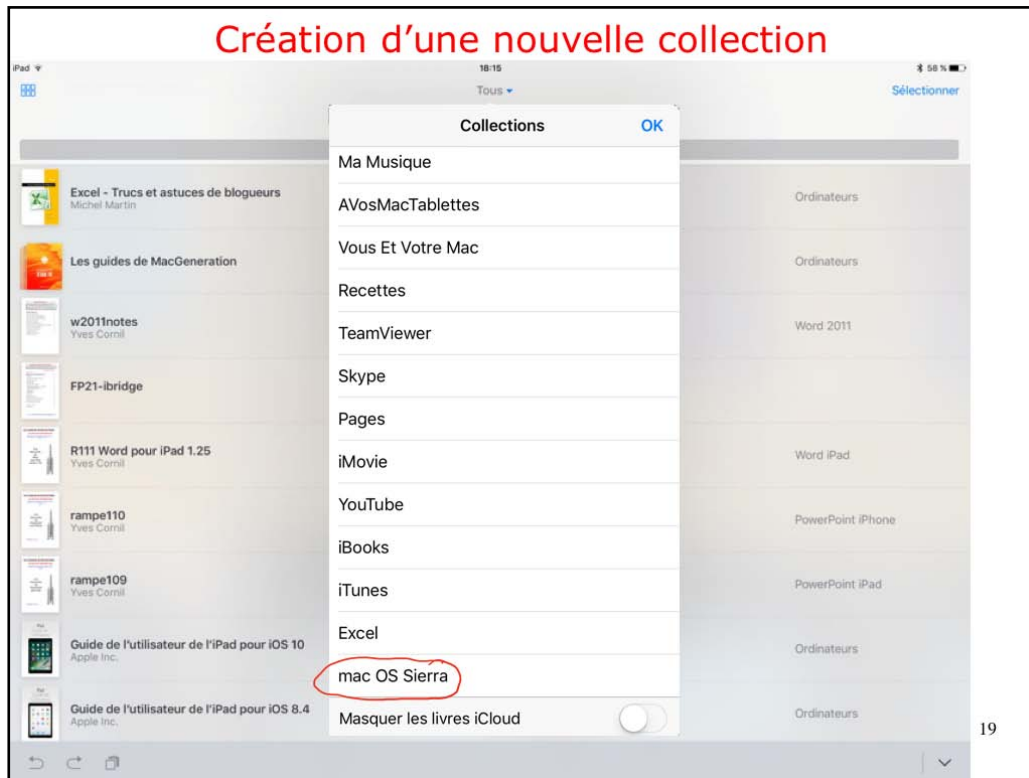 Création d’une nouvelle collection
iPad 18:15 58 %
Tous Sélectionner
Collections OK
Ma Musique
AVosMacTablettes
Vous Et Votre Mac
Recettes
TeamViewer
Skype
Pages
iMovie
YouTube
iBooks
iTunes
Excel
mac OS Sierra
Masquer les livres iCloud
Excel - Trucs et astuces de blogueurs
Michel Martin
Ordinateurs
Les guides de MacGeneration
Ordinateurs
w2011notes
Yves Cornil
Word 2011
FP21-ibridge
R111 Word pour iPad 1.25
Yves Cornil
Word iPad
rampe110
Yves Cornil
PowerPoint iPhone
rampe109
Yves Cornil
PowerPoint iPad
Guide de l'utilisateur de l'iPad pour iOS 10
Apple Inc.
Ordinateurs
Guide de l'utilisateur de l'iPad pour iOS 8.4
Apple Inc.
Ordinateurs
19